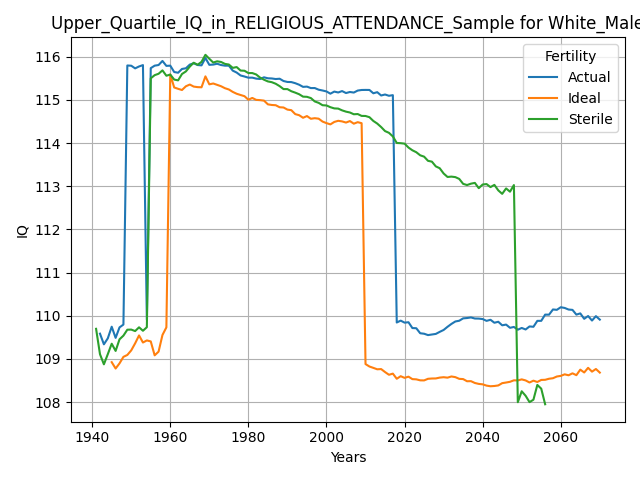 Upper_Quartile_IQ_in_RELIGIOUS_ATTENDANCE_Sample for White_Male
Fertility
Actual
Ideal
Sterile
116
115
114
113
112
111
110
109
108
IQ
1940
1960
1980
2000
2020
2040
2060
Years